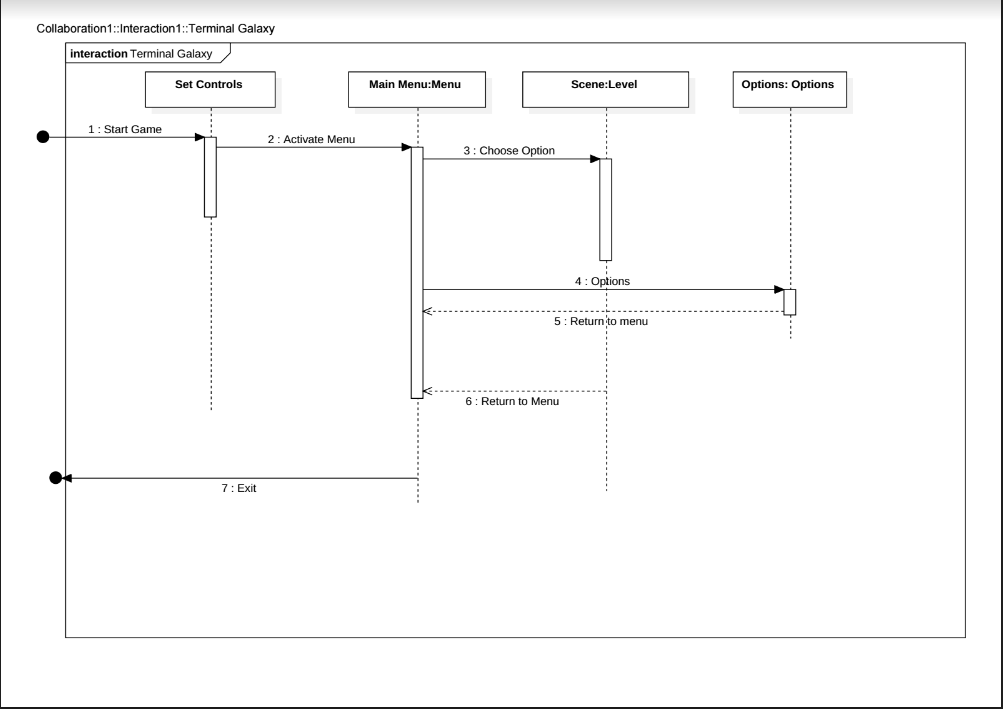 Collaboration1::Interaction1::Terminal Galaxy
interaction Terminal Galaxy
Set Controls
Main Menu:Menu
Scene:Level
Options: Options
1 : Start Game
2 : Activate Menu
3 : Choose Option
4 : Options
5 : Return to menu
6 : Return to Menu
7 : Exit